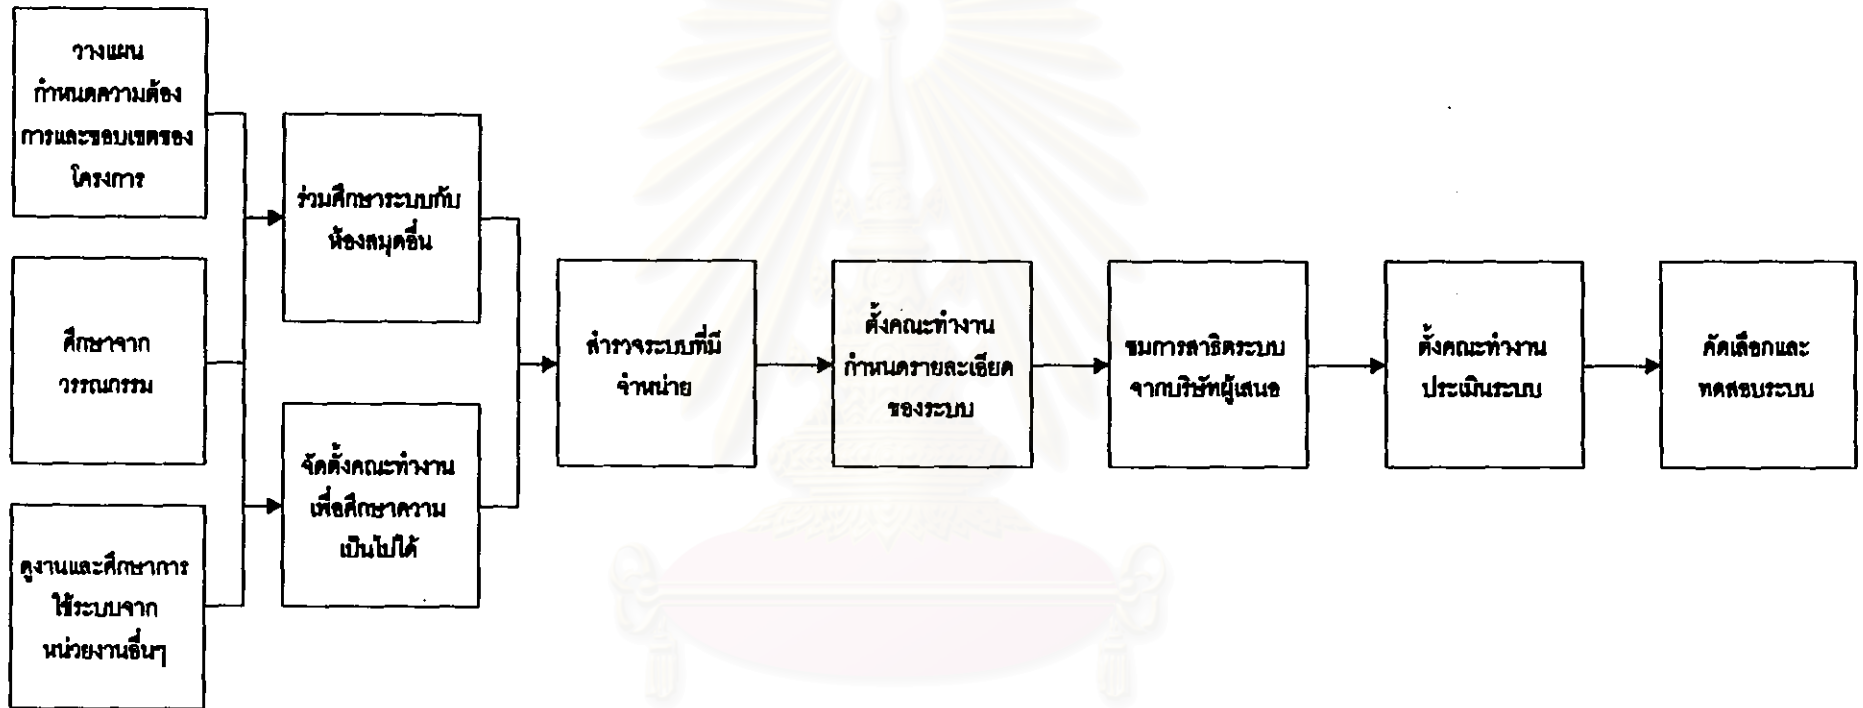 วางแผน
กำหนดความต้อง
การและขอบเขตของ
โครงการ
ศึกษาจาก
วรรณกรรม
ดูงานและศึกษาการ
ใช้ระบบจาก
หน่วยงานอื่นๆ
ร่วมศึกษาระบบกับ
ห้องสมุดอื่น
จัดตั้งคณะทำงาน
เพื่อศึกษาความ
เป็นไปได้
สำรวจระบบที่มี
จำหน่าย
ตั้งคณะทำงาน
กำหนดรายละเอียด
ของระบบ
ชมการสาธิตระบบ
จากบริษัทผู้เสนอ
ตั้งคณะทำงาน
ประเมินระบบ
คัดเลือกและ
ทดสอบระบบ